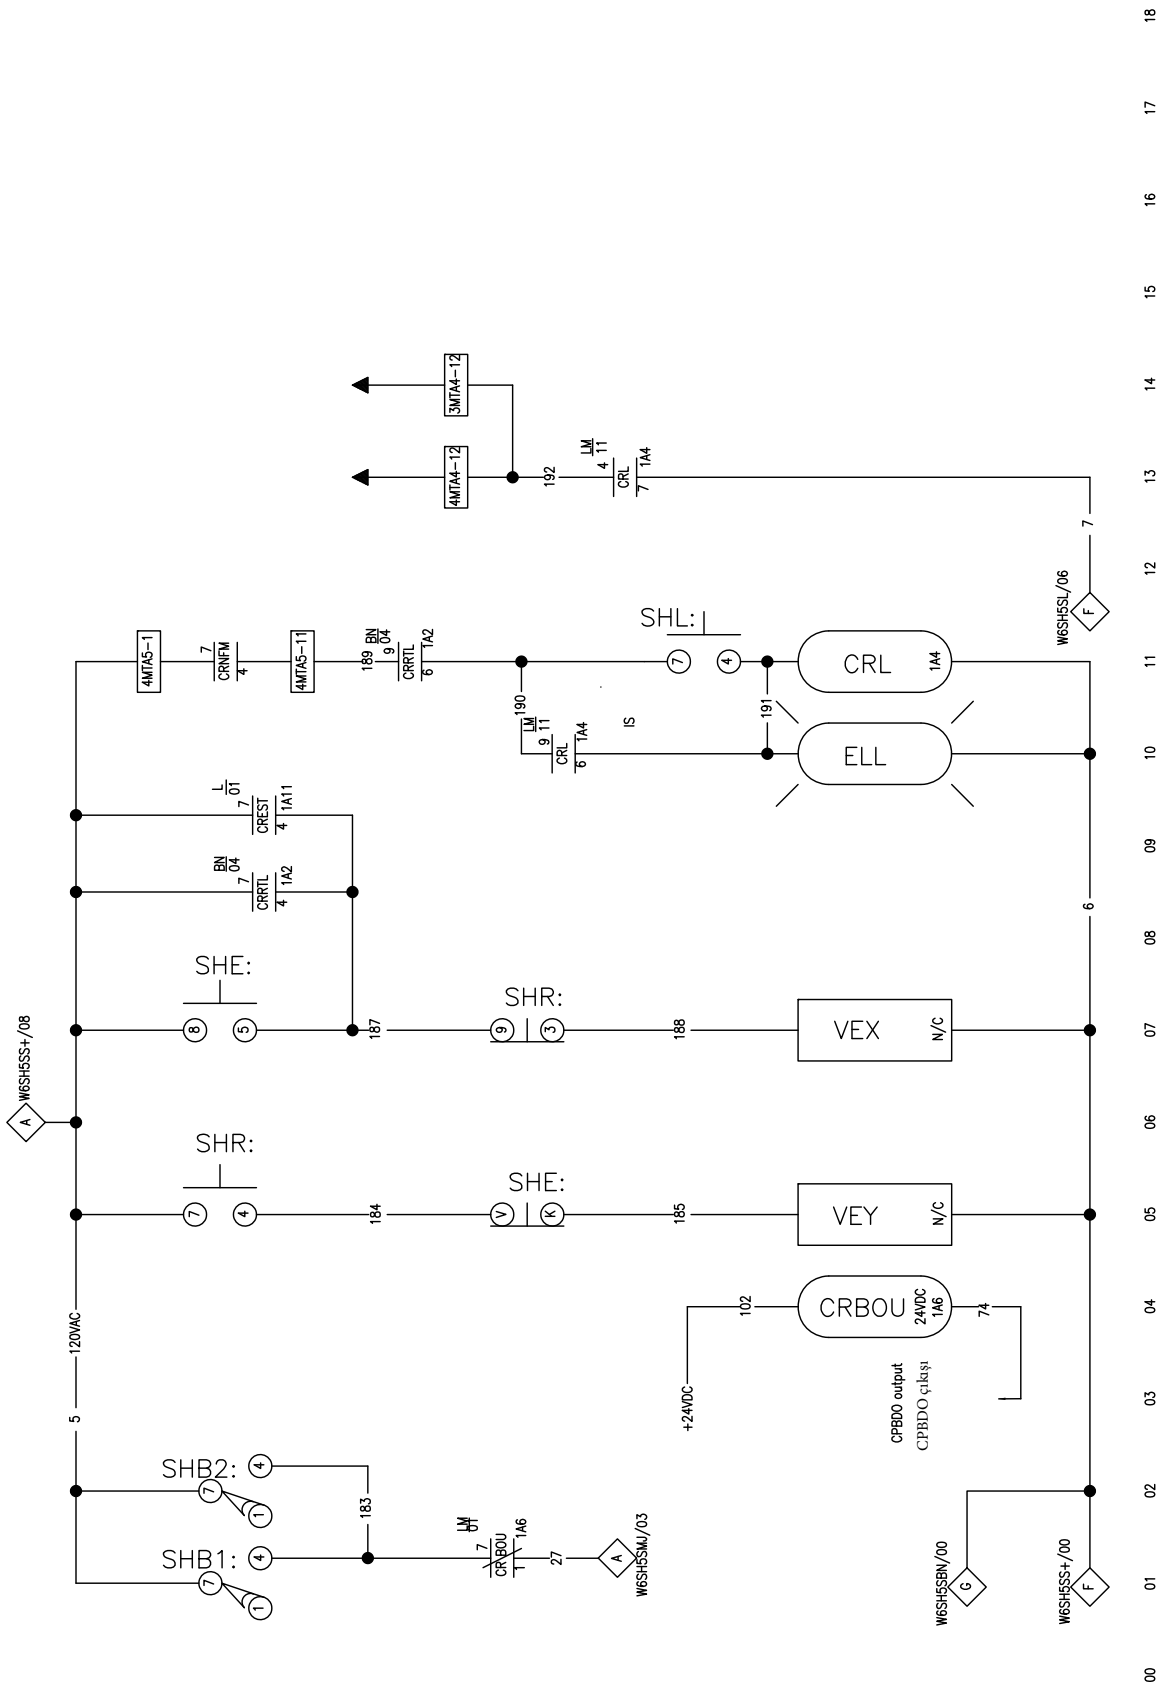 18
17
16
15
14
13
12
11
10
09
08
07
06
05
04
03
02
01
00
A
W6SH5SS+/08
5
120VAC
SHB1:
7
4
1
SHB2:
7
4
1
183
LM
01
7
CRBOU
1
1A6
27
A
W6SH5SMJ/03
SHR:
7
4
184
SHE:
V
K
185
VEY
N/C
SHE:
8
5
187
SHR:
9
3
188
VEX
N/C
BN
04
7
CRRTL
4
1A2
L
01
7
CREST
4
1A11
4MTA5-1
7
CRNFM
4
4MTA5-11
189
BN
04
9
CRRTL
6
1A2
190
LM
11
9
CRL
6
1A4
IS
SHL:
7
4
191
CRL
1A4
ELL
3MTA4-12
4MTA4-12
192
LM
11
4
CRL
7
1A4
7
W6SH5SL/06
F
+24VDC
102
CRBOU
24VDC
1A6
74
CPBDO output
CPBDO çıkışı
6
W6SH5SBN/00
G
W6SH5SS+/00
F